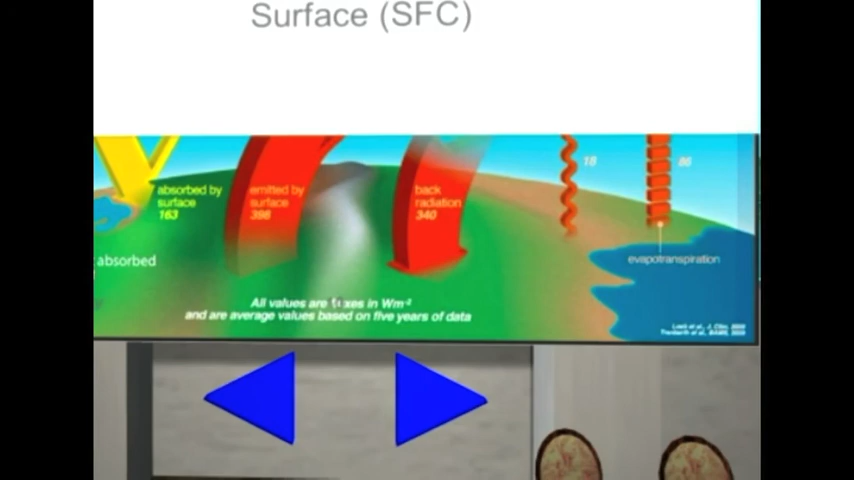 Surface (SFC)
absorbed by
surface
163
emitted by
surface
398
back
radiation
340
18
86
absorbed
evapotranspiration
All values are fluxes in Wm⁻²
and are average values based on five years of data